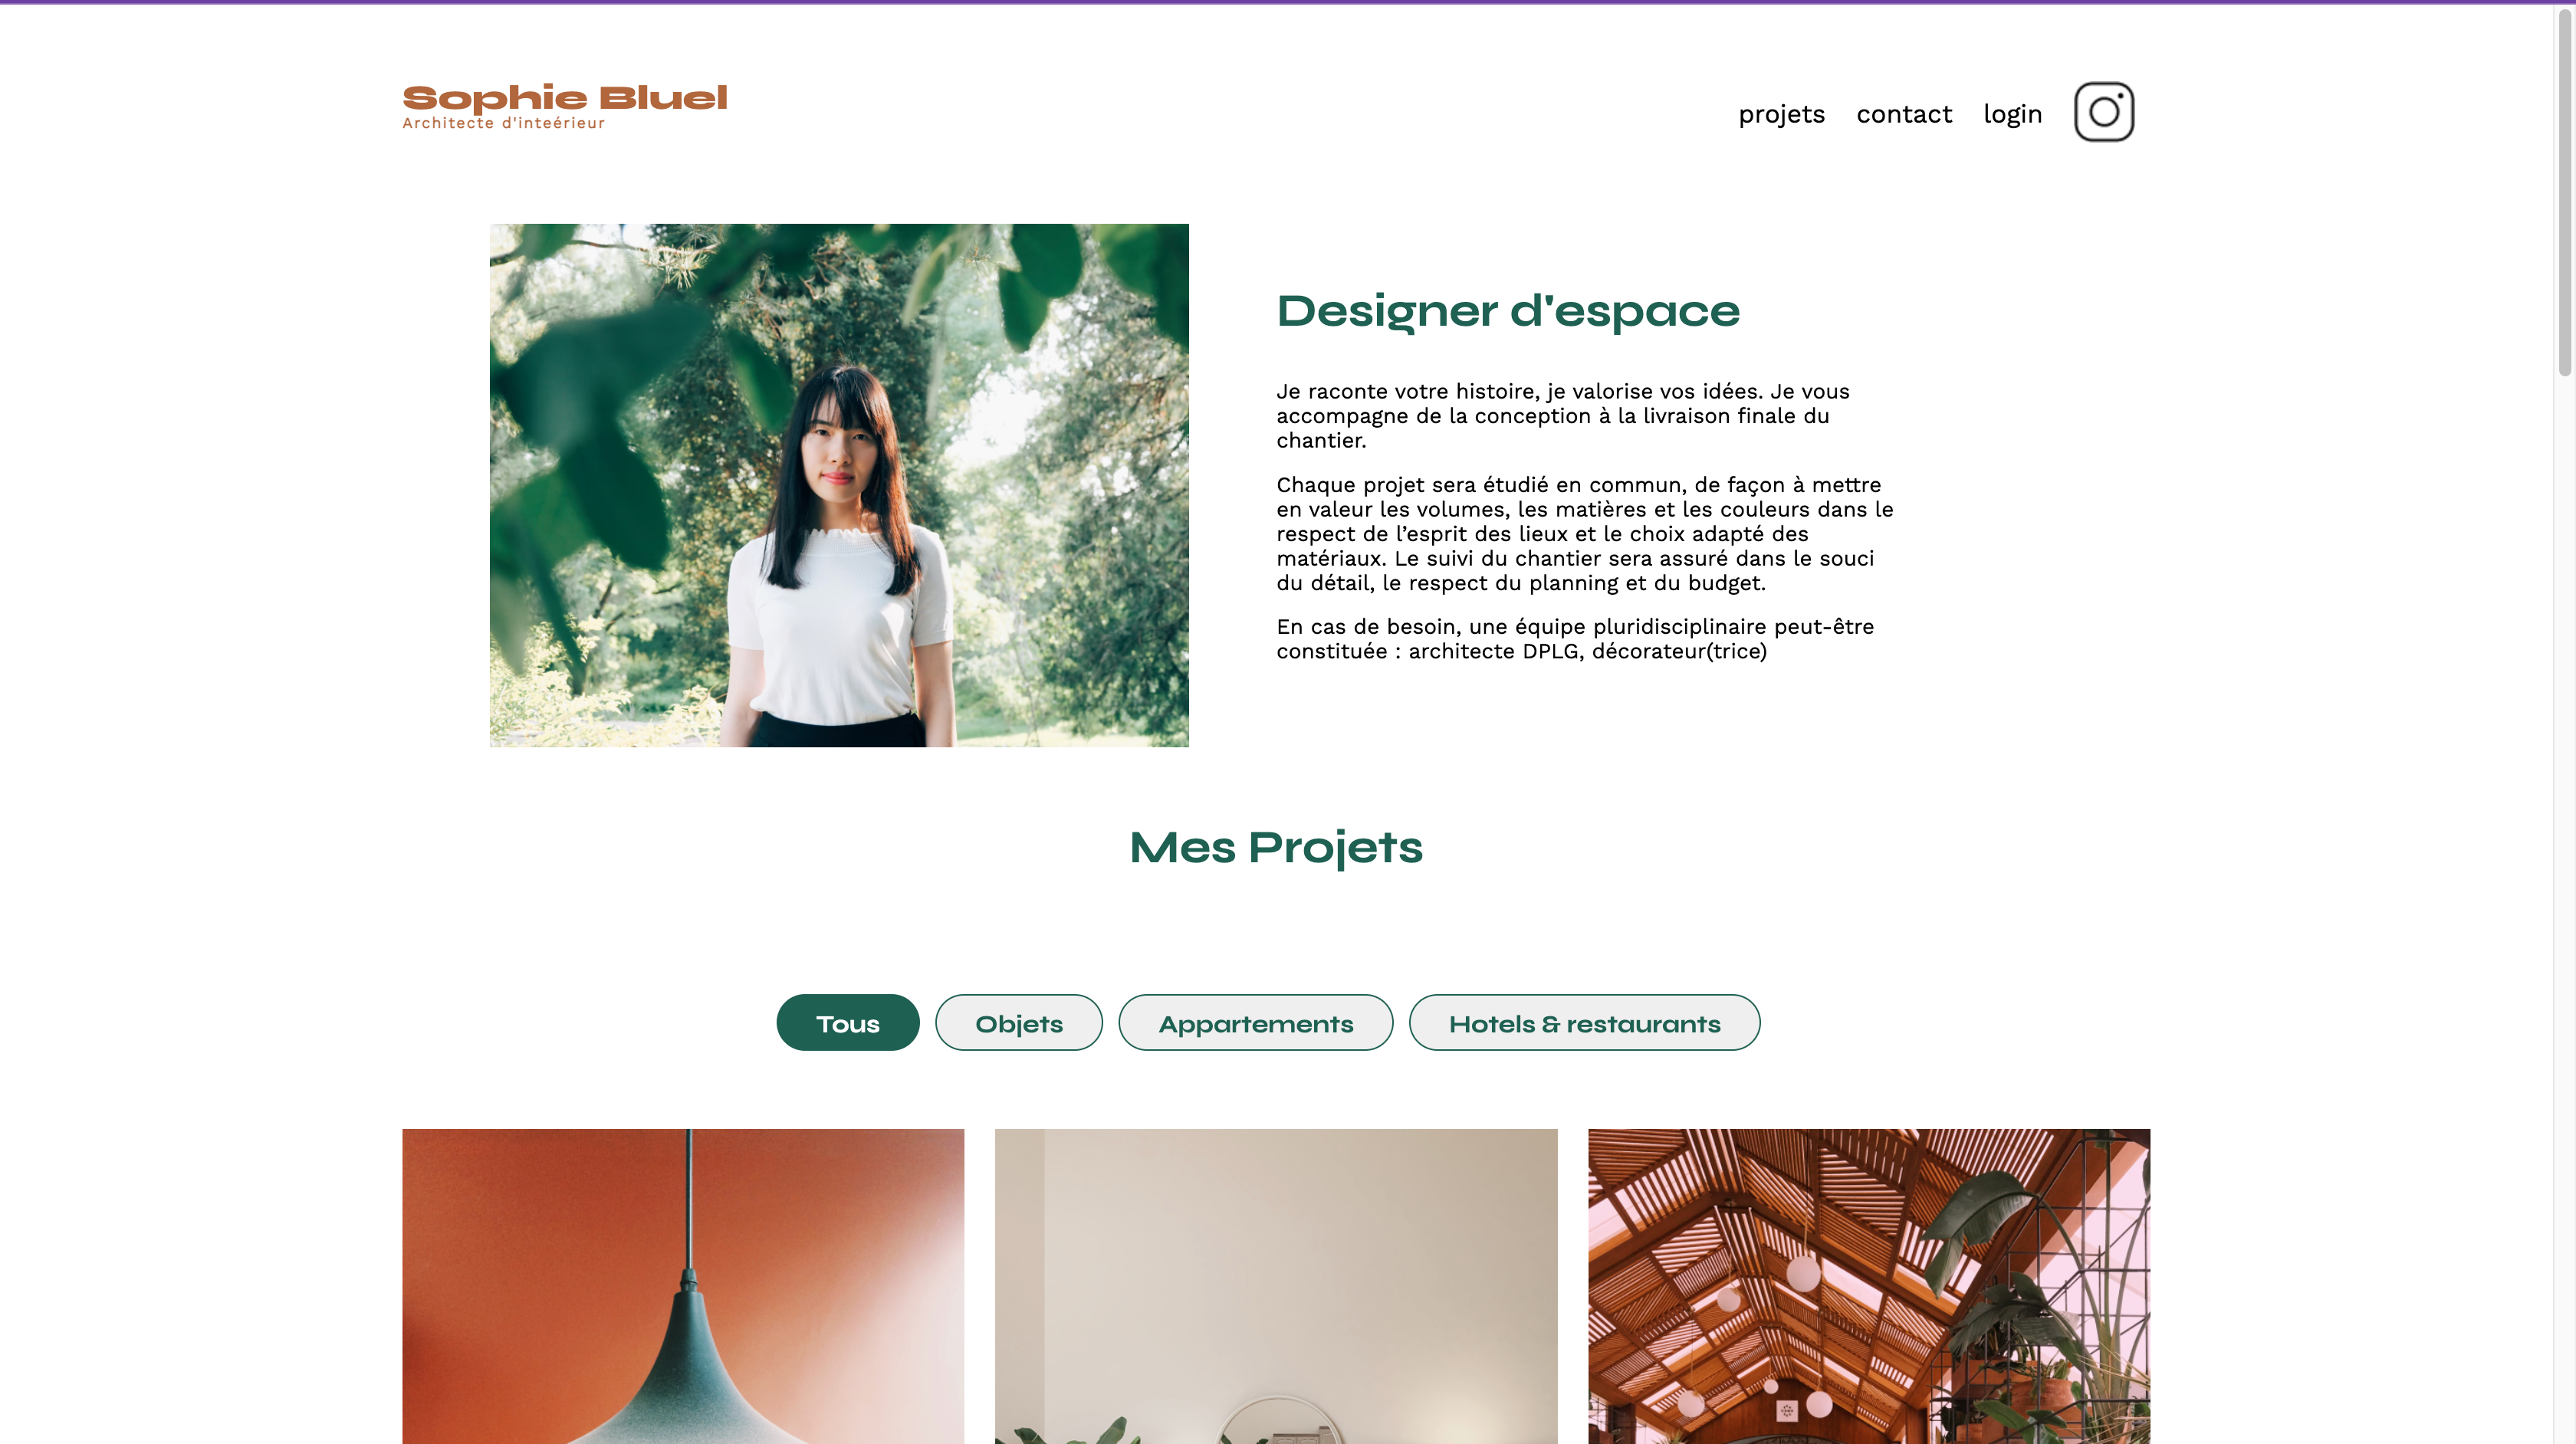 Sophie Bluel
Architecte d'inteérieur
projets contact login
Designer d'espace
Je raconte votre histoire, je valorise vos idées. Je vous
accompagne de la conception à la livraison finale du
chantier.
Chaque projet sera étudié en commun, de façon à mettre
en valeur les volumes, les matières et les couleurs dans le
respect de l’esprit des lieux et le choix adapté des
matériaux. Le suivi du chantier sera assuré dans le souci
du détail, le respect du planning et du budget.
En cas de besoin, une équipe pluridisciplinaire peut-être
constituée : architecte DPLG, décorateur(trice)
Mes Projets
Tous Objets Appartements Hotels & restaurants